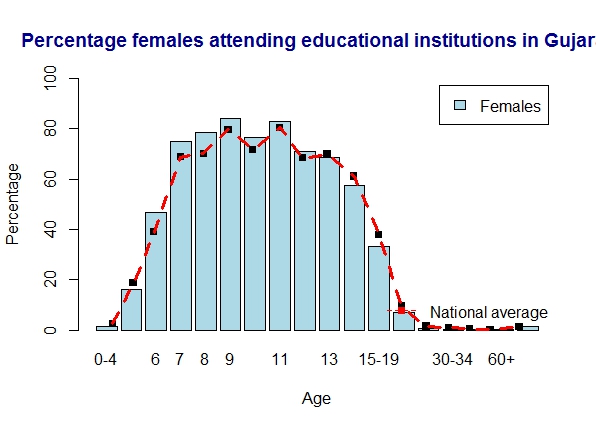 Percentage females attending educational institutions in Gujar
Females
Percentage
100
80
60
40
20
0
National average
0-4 6 7 8 9 11 13 15-19 30-34 60+
Age